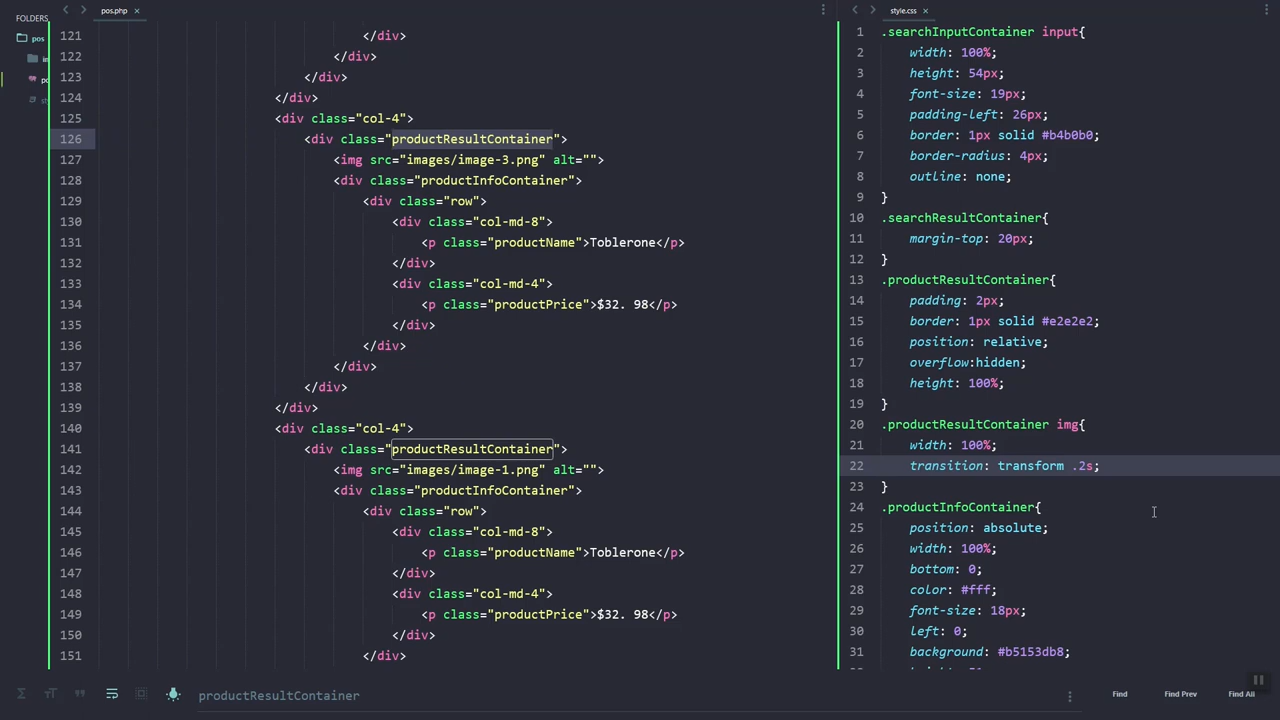 FOLDERS
pos
im
po
st
pos.php ×
121 </div>
122 </div>
123 </div>
124 </div>
125 <div class="col-4">
126 <div class="productResultContainer">
127 <img src="images/image-3.png" alt="">
128 <div class="productInfoContainer">
129 <div class="row">
130 <div class="col-md-8">
131 <p class="productName">Toblerone</p>
132 </div>
133 <div class="col-md-4">
134 <p class="productPrice">$32. 98</p>
135 </div>
136 </div>
137 </div>
138 </div>
139 </div>
140 <div class="col-4">
141 <div class="productResultContainer">
142 <img src="images/image-1.png" alt="">
143 <div class="productInfoContainer">
144 <div class="row">
145 <div class="col-md-8">
146 <p class="productName">Toblerone</p>
147 </div>
148 <div class="col-md-4">
149 <p class="productPrice">$32. 98</p>
150 </div>
151 </div>
style.css ×
1 .searchInputContainer input{
2 width: 100%;
3 height: 54px;
4 font-size: 19px;
5 padding-left: 26px;
6 border: 1px solid #b4b0b0;
7 border-radius: 4px;
8 outline: none;
9 }
10 .searchResultContainer{
11 margin-top: 20px;
12 }
13 .productResultContainer{
14 padding: 2px;
15 border: 1px solid #e2e2e2;
16 position: relative;
17 overflow:hidden;
18 height: 100%;
19 }
20 .productResultContainer img{
21 width: 100%;
22 transition: transform .2s;
23 }
24 .productInfoContainer{
25 position: absolute;
26 width: 100%;
27 bottom: 0;
28 color: #fff;
29 font-size: 18px;
30 left: 0;
31 background: #b5153db8;
productResultContainer
Find Find Prev Find All